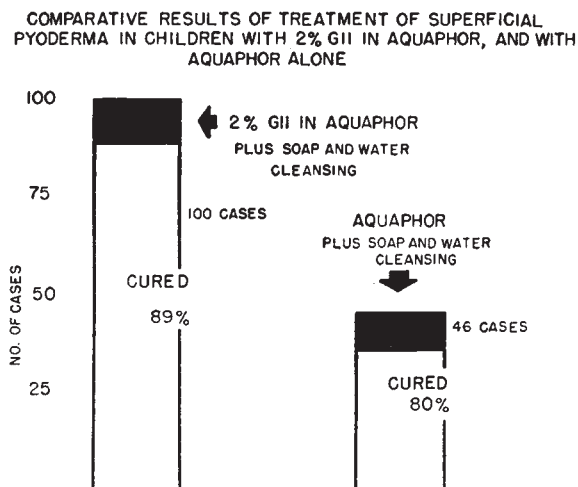 COMPARATIVE RESULTS OF TREATMENT OF SUPERFICIAL
PYODERMA IN CHILDREN WITH 2% G11 IN AQUAPHOR, AND WITH
AQUAPHOR ALONE
100
2% G11 IN AQUAPHOR
PLUS SOAP AND WATER
CLEANSING
75
100 CASES
AQUAPHOR
PLUS SOAP AND WATER
CLEANSING
NO. OF CASES
50
CURED
89%
46 CASES
25
CURED
80%